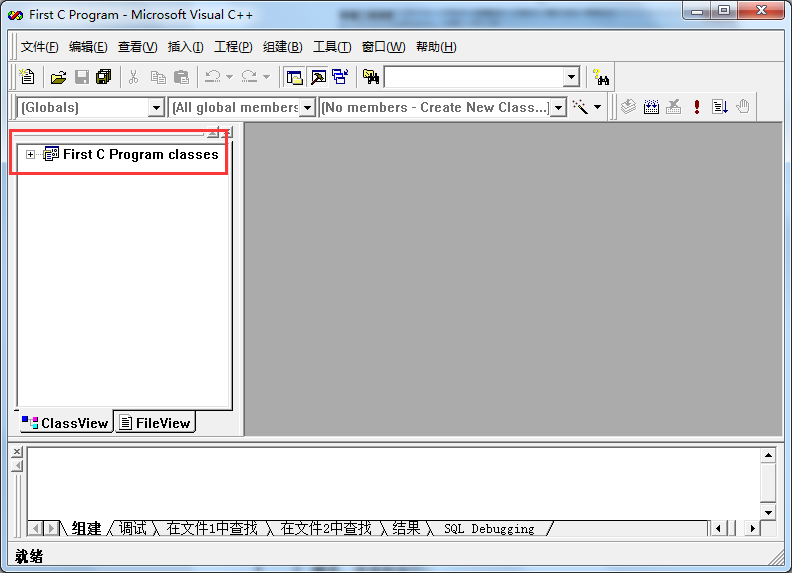 First C Program - Microsoft Visual C++
文件(F) 编辑(E) 查看(V) 插入(I) 工程(P) 组建(B) 工具(T) 窗口(W) 帮助(H)
(Globals) (All global members (No members - Create New Class...)
First C Program classes
ClassView FileView
组建 调试 在文件1中查找 在文件2中查找 结果 SQL Debugging
就绪